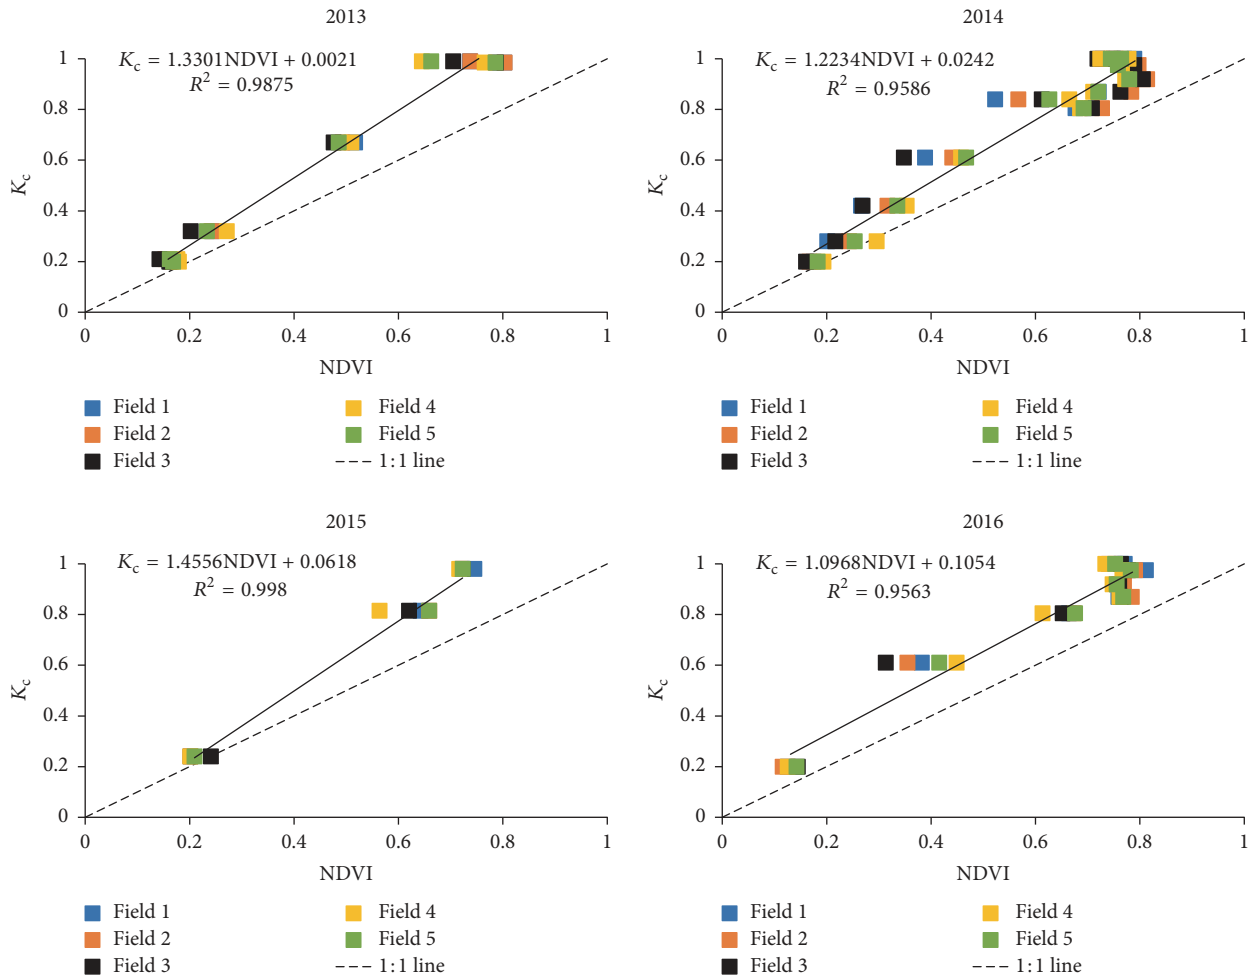 2013
K_c = 1.3301NDVI + 0.0021
R² = 0.9875
K_c
1
0.8
0.6
0.4
0.2
0
0 0.2 0.4 0.6 0.8 1
NDVI
Field 1 Field 4
Field 2 Field 5
Field 3 1:1 line
2014
K_c = 1.2234NDVI + 0.0242
R² = 0.9586
K_c
1
0.8
0.6
0.4
0.2
0
0 0.2 0.4 0.6 0.8 1
NDVI
Field 1 Field 4
Field 2 Field 5
Field 3 1:1 line
2015
K_c = 1.4556NDVI + 0.0618
R² = 0.998
K_c
1
0.8
0.6
0.4
0.2
0
0 0.2 0.4 0.6 0.8 1
NDVI
Field 1 Field 4
Field 2 Field 5
Field 3 1:1 line
2016
K_c = 1.0968NDVI + 0.1054
R² = 0.9563
K_c
1
0.8
0.6
0.4
0.2
0
0 0.2 0.4 0.6 0.8 1
NDVI
Field 1 Field 4
Field 2 Field 5
Field 3 1:1 line